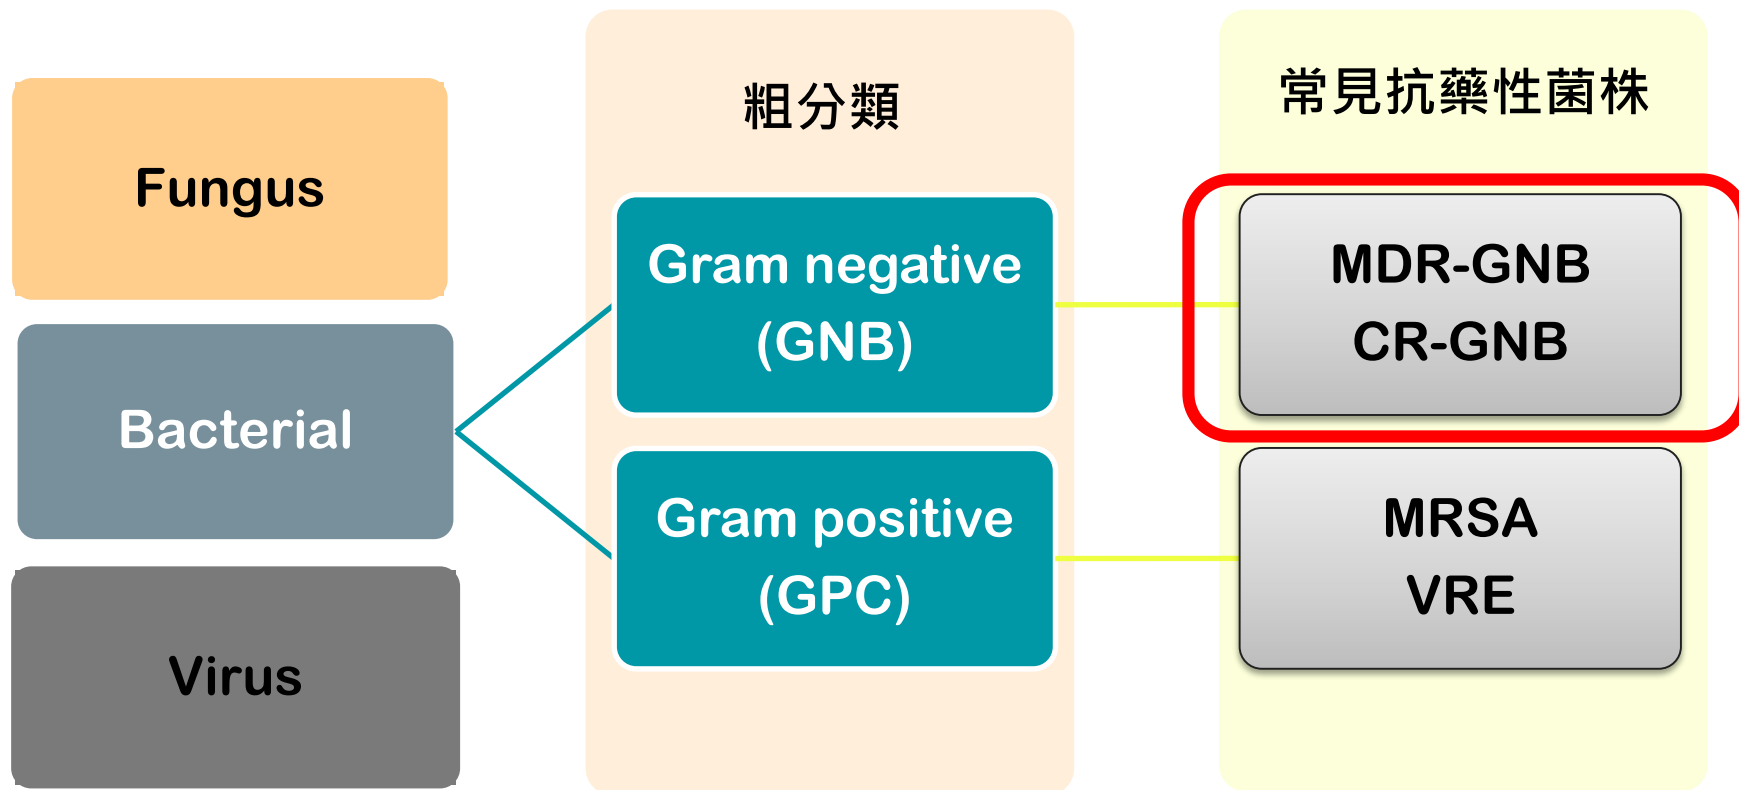 Fungus
Bacterial
Virus
粗分類
Gram negative
(GNB)
Gram positive
(GPC)
常見抗藥性菌株
MDR-GNB
CR-GNB
MRSA
VRE